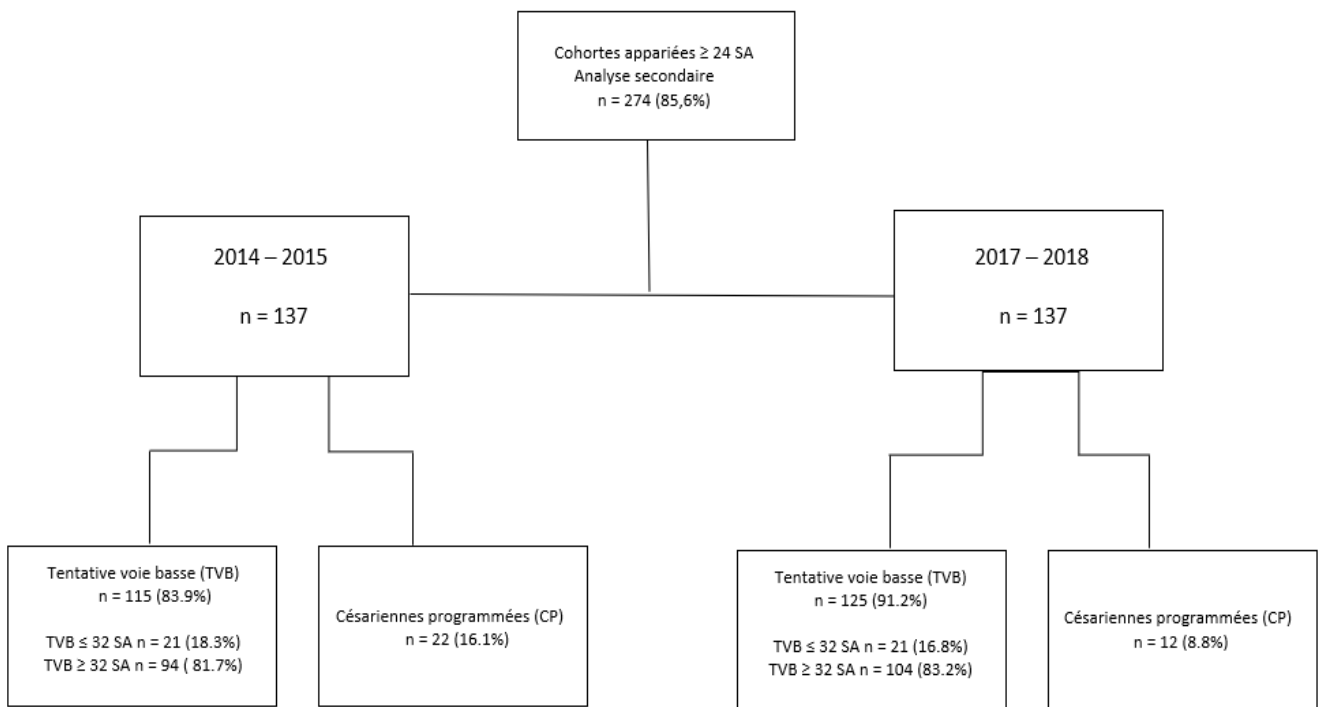 Cohortes appariées ≥ 24 SA
Analyse secondaire
n = 274 (85,6%)
2014 – 2015
n = 137
2017 – 2018
n = 137
Tentative voie basse (TVB)
n = 115 (83.9%)
TVB ≤ 32 SA n = 21 (18.3%)
TVB ≥ 32 SA n = 94 ( 81.7%)
Césariennes programmées (CP)
n = 22 (16.1%)
Tentative voie basse (TVB)
n = 125 (91.2%)
TVB ≤ 32 SA n = 21 (16.8%)
TVB ≥ 32 SA n = 104 (83.2%)
Césariennes programmées (CP)
n = 12 (8.8%)